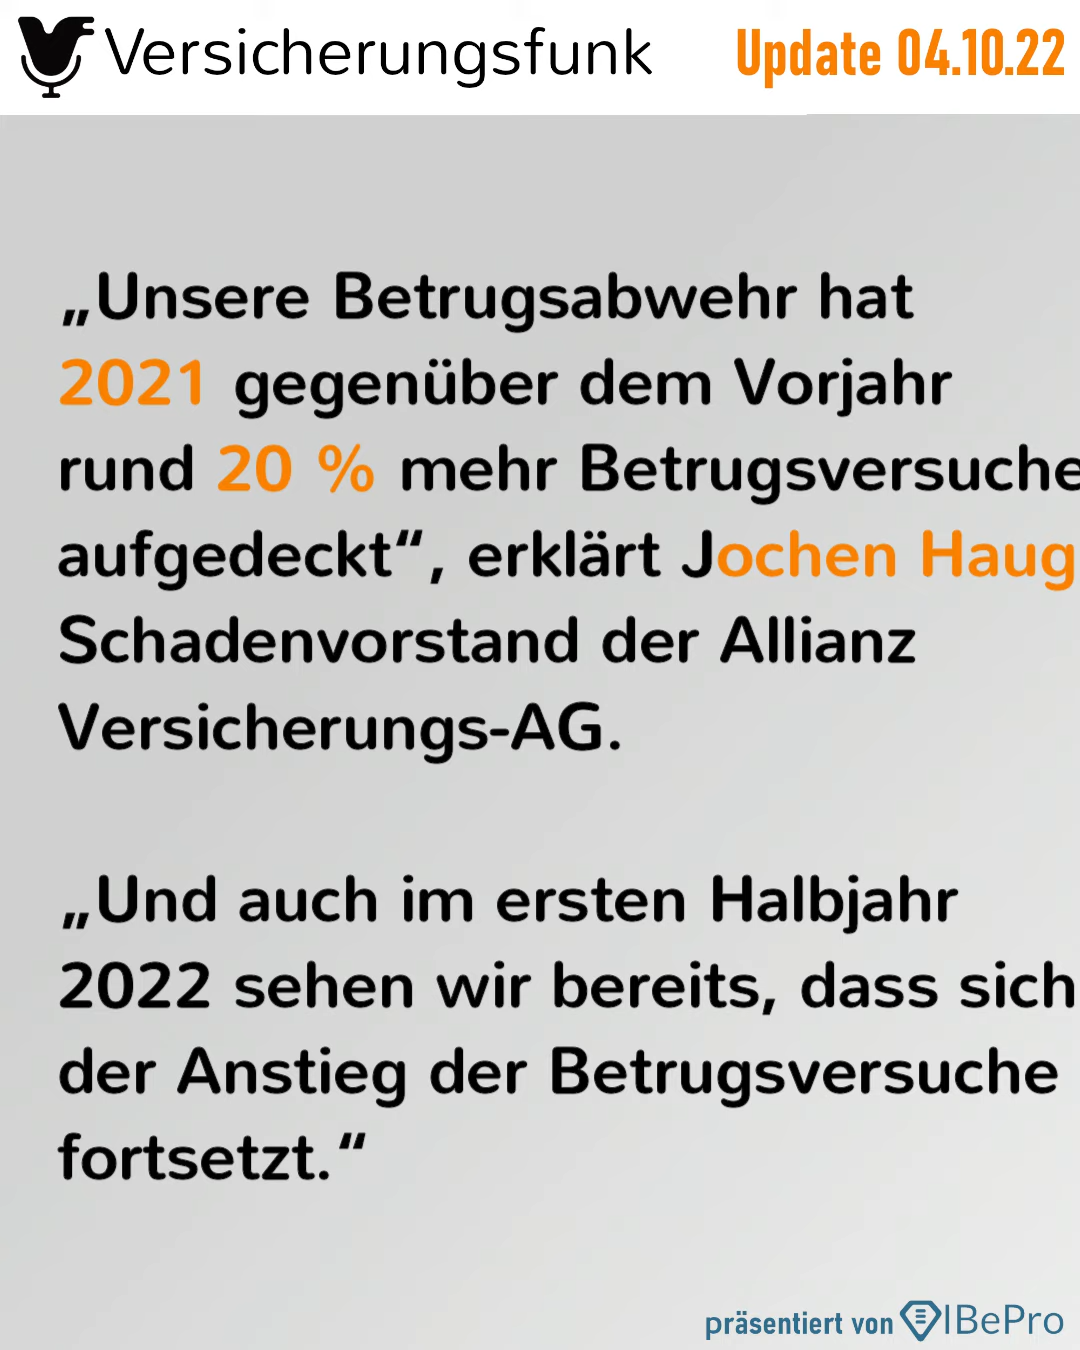 Versicherungsfunk
Update 04.10.22
„Unsere Betrugsabwehr hat
2021 gegenüber dem Vorjahr
rund 20 % mehr Betrugsversuche
aufgedeckt“, erklärt Jochen Haug
Schadenvorstand der Allianz
Versicherungs-AG.
„Und auch im ersten Halbjahr
2022 sehen wir bereits, dass sich
der Anstieg der Betrugsversuche
fortsetzt.“
präsentiert von IBePro